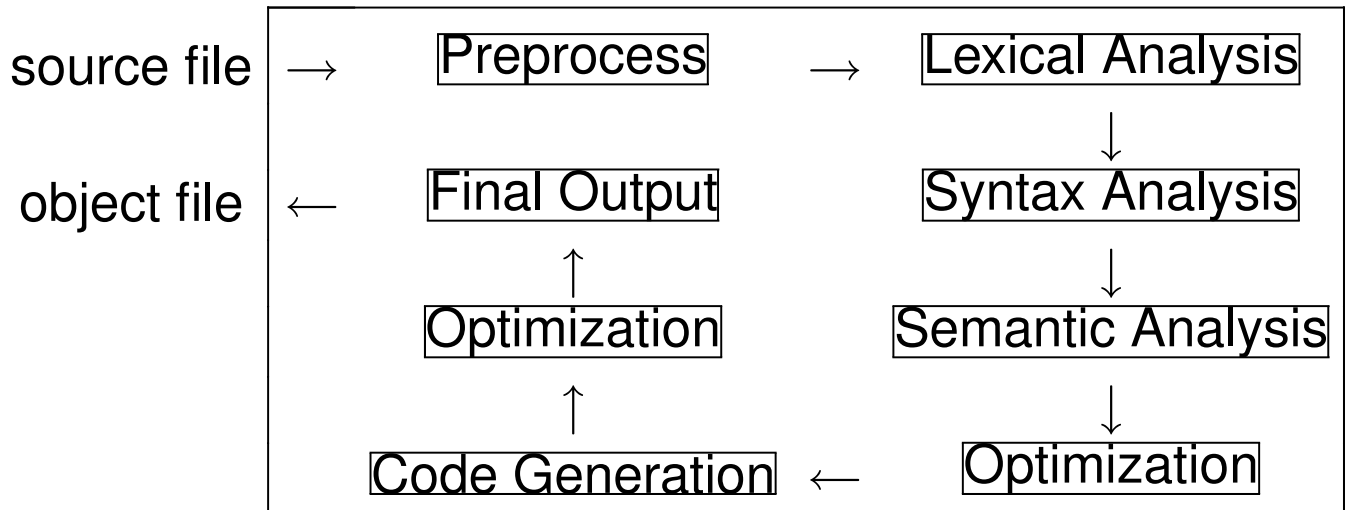 source file → Preprocess → Lexical Analysis
↓
object file ← Final Output Syntax Analysis
↑ ↓
Optimization Semantic Analysis
↑ ↓
Code Generation ← Optimization